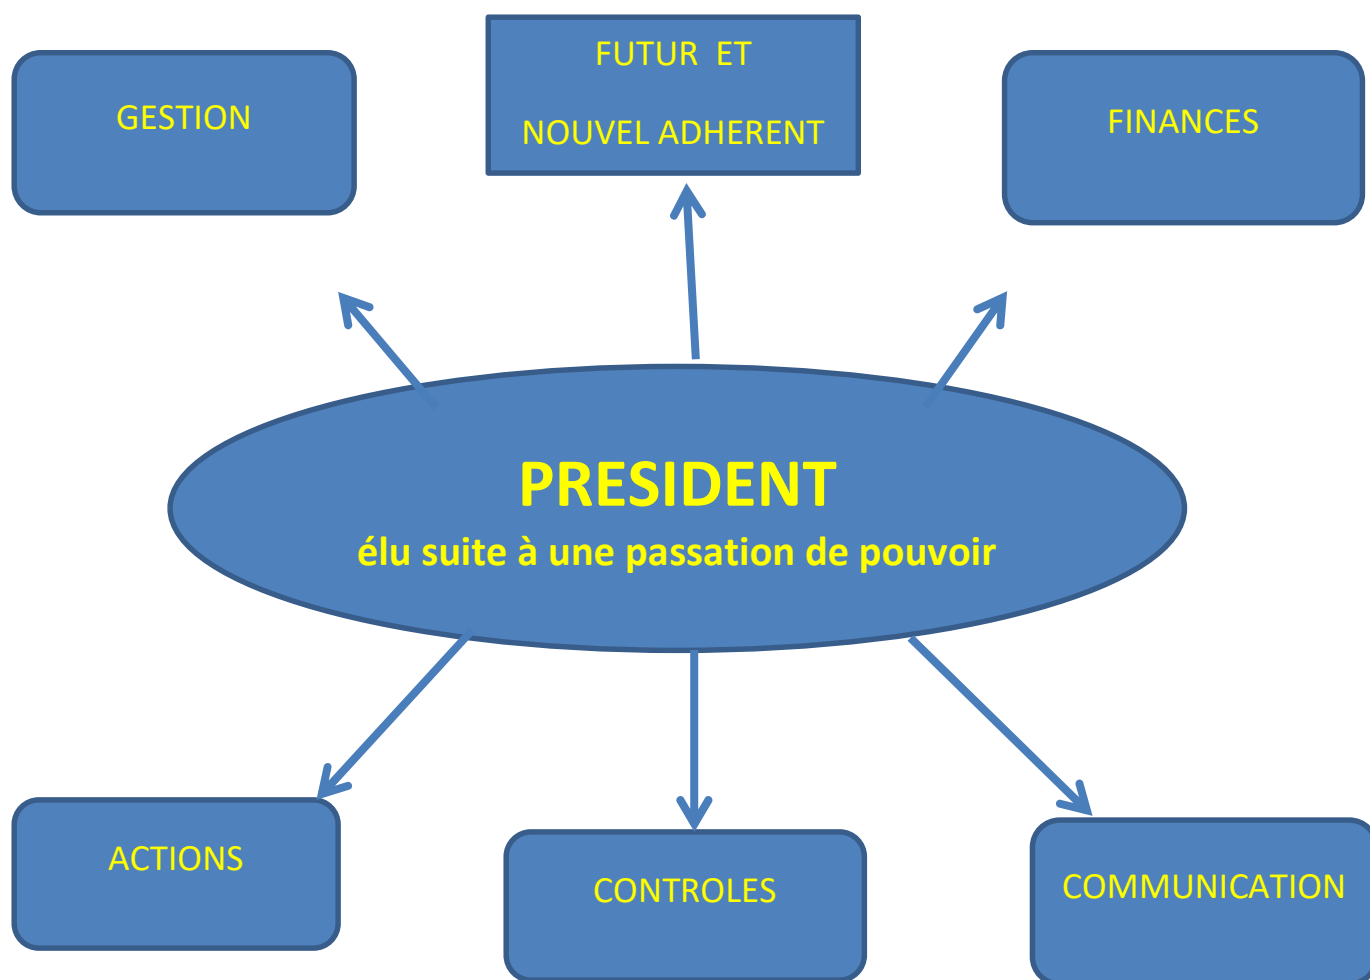 GESTION
FUTUR ET
NOUVEL ADHERENT
FINANCES
PRESIDENT
élu suite à une passation de pouvoir
ACTIONS
CONTROLES
COMMUNICATION